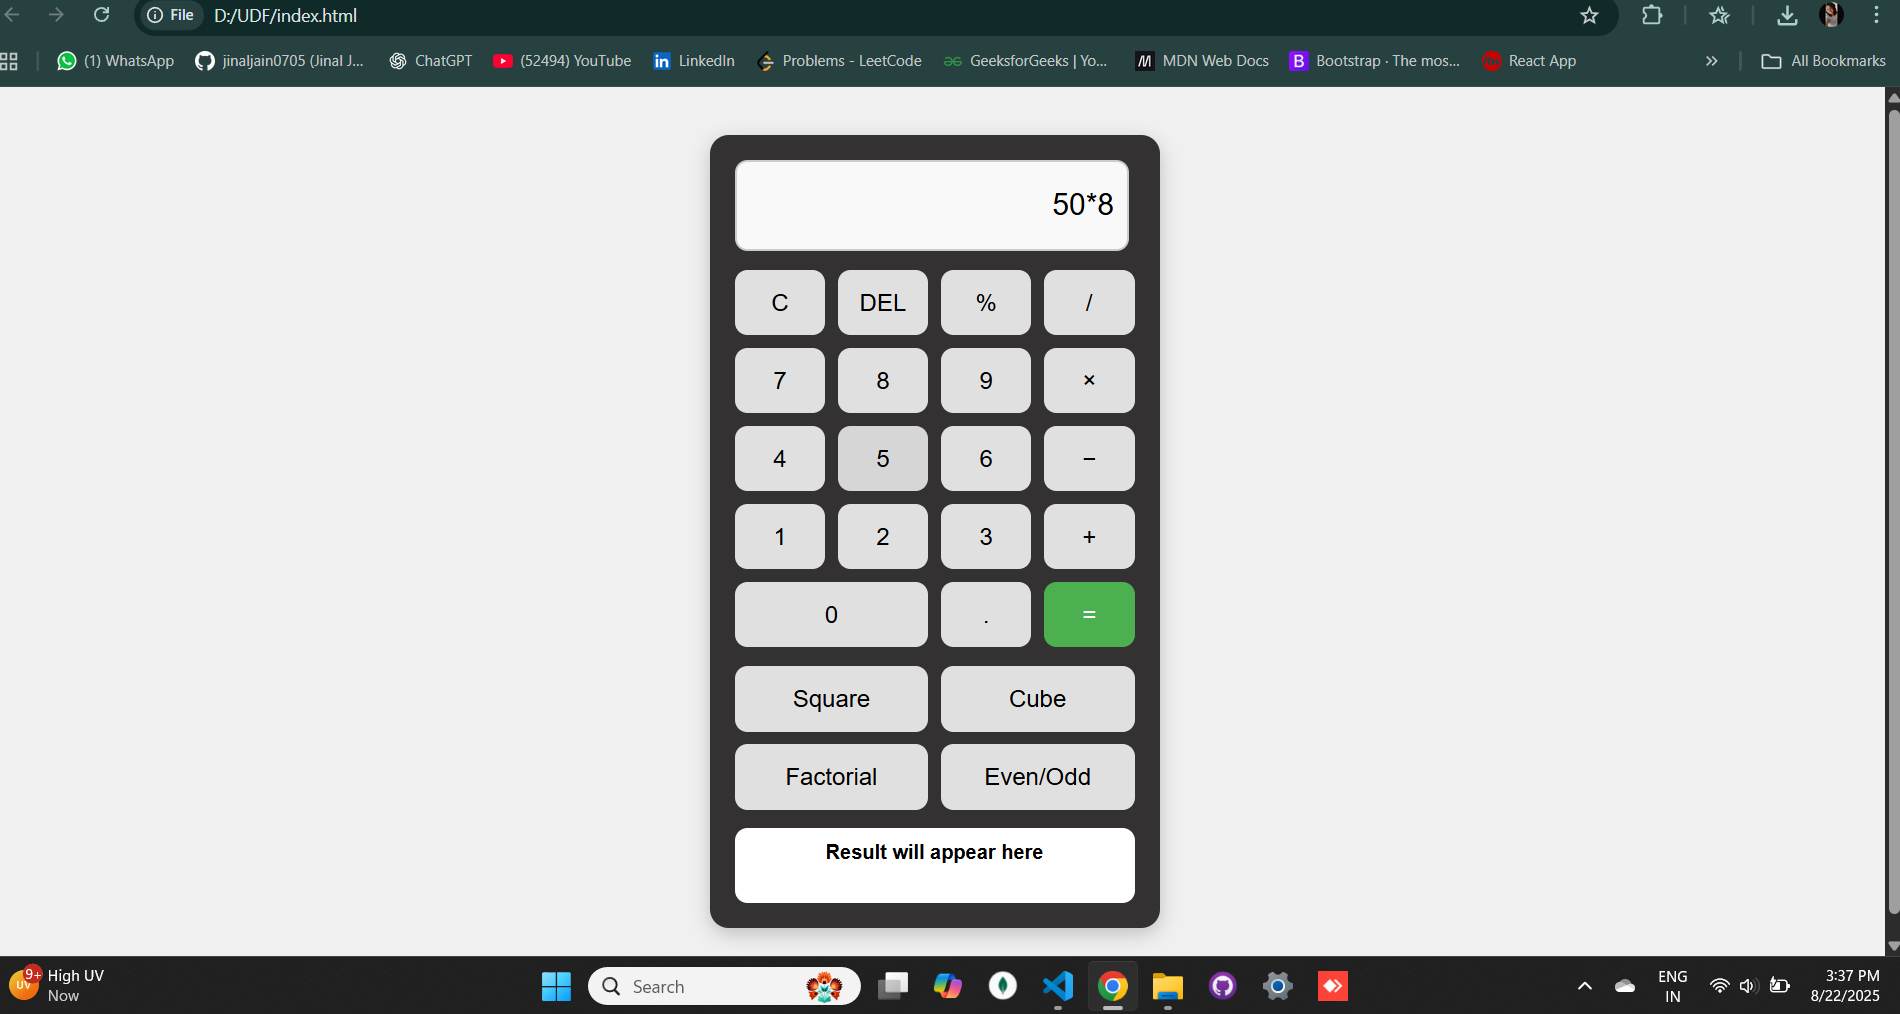 File D:/UDF/index.html
(1) WhatsApp jinaljain0705 (Jinal J... ChatGPT (52494) YouTube LinkedIn Problems - LeetCode GeeksforGeeks | Yo... MDN Web Docs Bootstrap · The mos... React App » All Bookmarks
50*8
C DEL % /
7 8 9 ×
4 5 6 −
1 2 3 +
0 . =
Square Cube
Factorial Even/Odd
Result will appear here
9+ UV High UV
Now
Search
ENG
IN
3:37 PM
8/22/2025